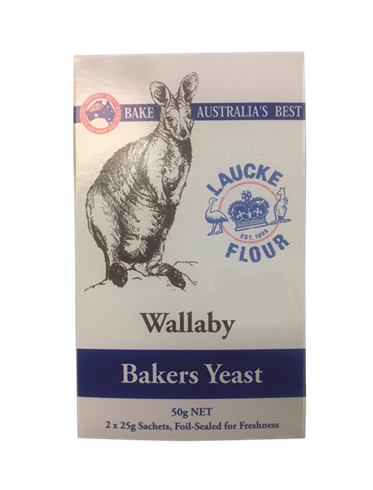 BAKE AUSTRALIA'S BEST
LAUCKE
EST. 1899
FLOUR
Wallaby
Bakers Yeast
50g NET
2 x 25g Sachets, Foil-Sealed for Freshness